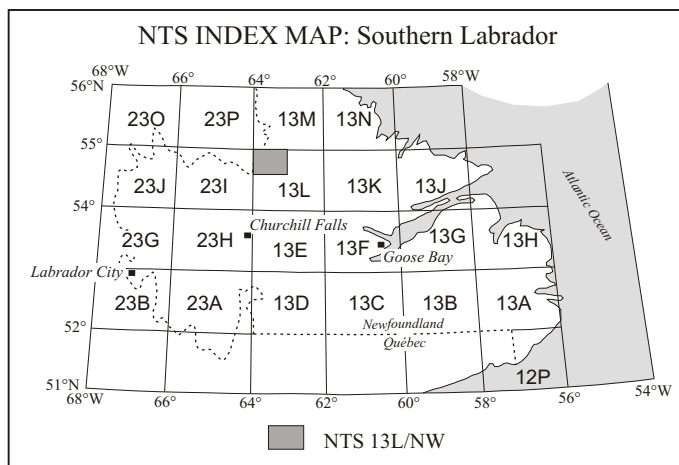 NTS INDEX MAP: Southern Labrador
68°W 66° 64° 62° 60° 58°W
56°N
23O 23P 13M 13N
55°
23J 23I 13L 13K 13J
Atlantic Ocean
54°
Churchill Falls
23G 23H 13E 13F 13G 13H
Goose Bay
53°
Labrador City
23B 23A 13D 13C 13B 13A
52°
Newfoundland
Québec
12P
51°N
68°W 66° 64° 62° 60° 58° 56° 54°W
NTS 13L/NW